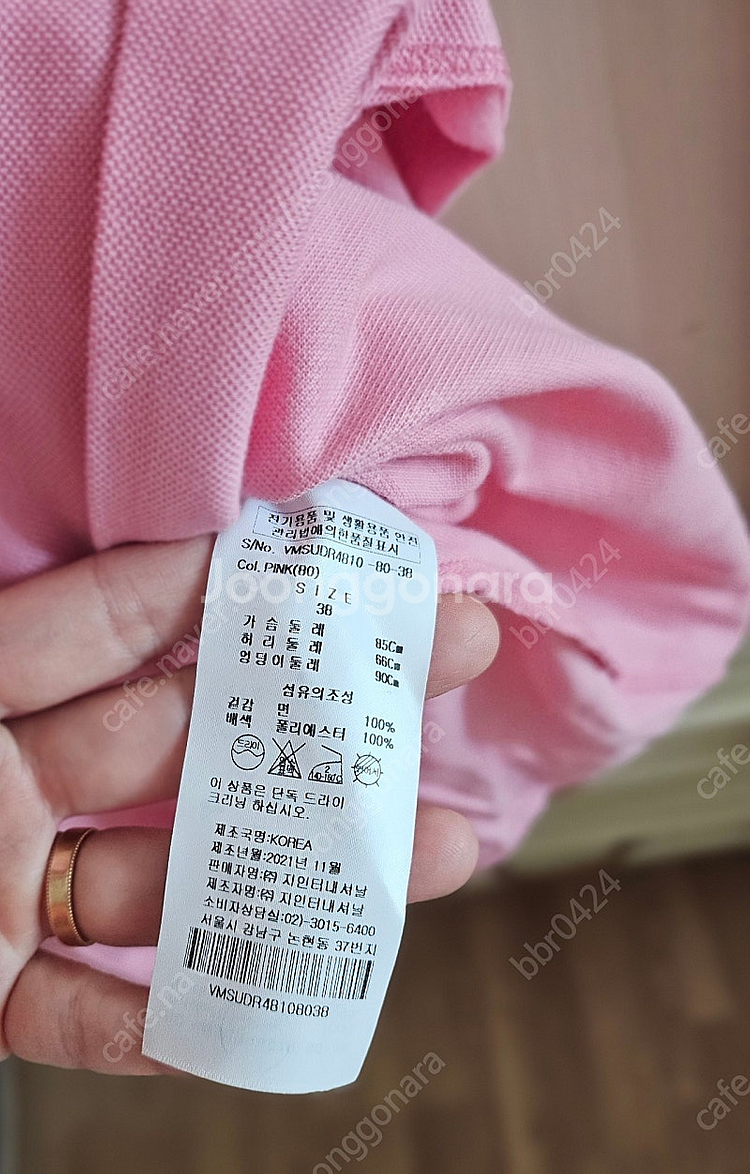 전기용품 및 생활용품 안전
관리법에의한품질표시
S/No. VMSUDR4810 -80-38
Col. PINK(80)
SIZE
38
가슴둘레 85Cm
허리둘레 66Cm
엉덩이둘레 90Cm
섬유의조성
겉감 면 100%
배색 폴리에스터 100%
드라이
이 상품은 단독 드라이
크리닝 하십시오.
제조국명:KOREA
제조년월:2021년 11월
판매자명:㈜ 지인터내셔날
제조자명:㈜ 지인터내셔날
소비자상담실:02)-3015-6400
서울시 강남구 논현동 37번지
VMSUDR48108038
Joonggonara
bbr0424
bbr0424
bbr0424